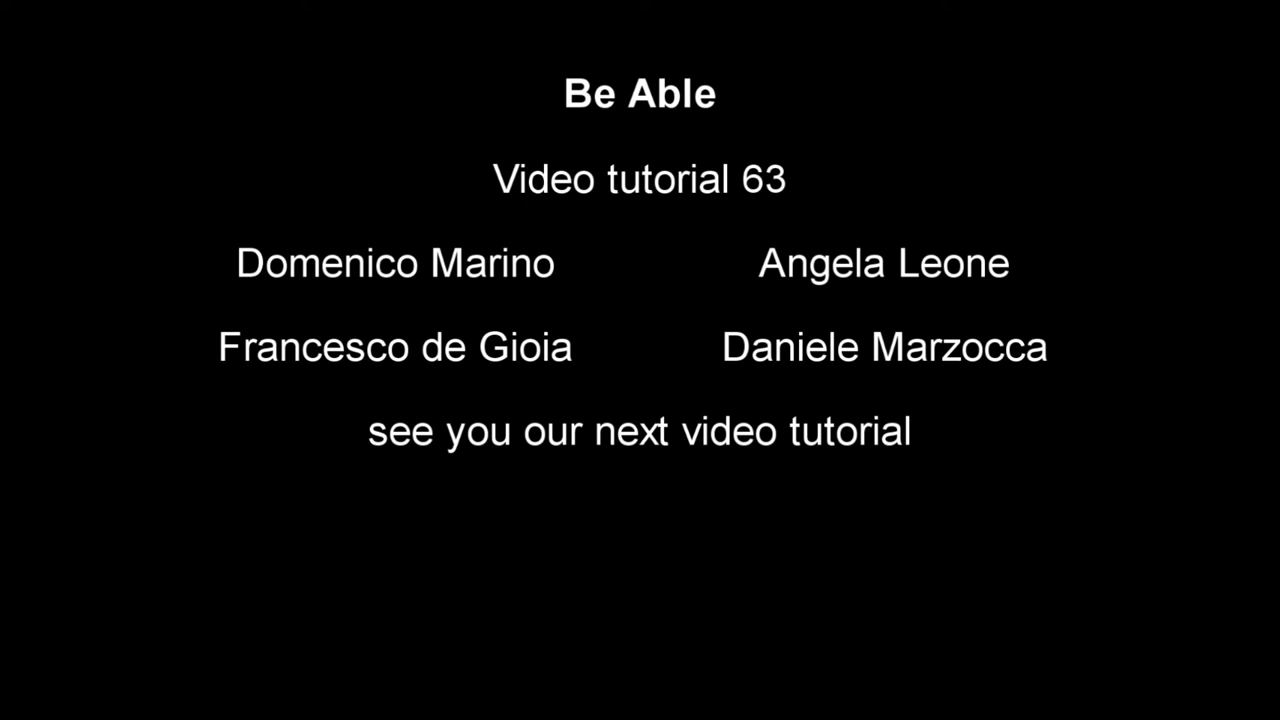 Be Able
Video tutorial 63
Domenico Marino Angela Leone
Francesco de Gioia Daniele Marzocca
see you our next video tutorial